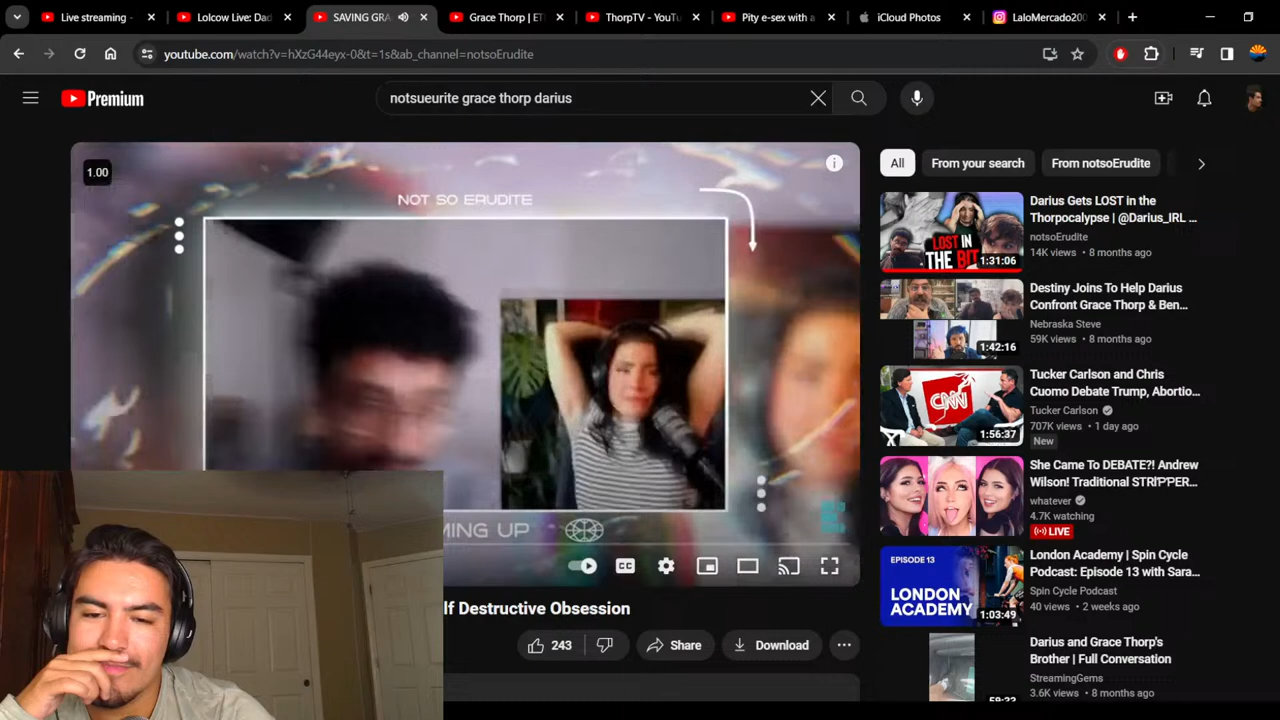 Live streaming -
Lolcow Live: Dad
SAVING GRA
Grace Thorp | ET
ThorpTV - YouTu
Pity e-sex with a
iCloud Photos
LaloMercado200
youtube.com/watch?v=hXzG44eyx-0&t=1s&ab_channel=notsoErudite
Premium
notsueurite grace thorp darius
1.00
NOT SO ERUDITE
MING UP
lf Destructive Obsession
243
Share
Download
All
From your search
From notsoErudite
LOST IN
THE BIT
1:31:06
Darius Gets LOST in the
Thorpocalypse | @Darius_IRL ...
notsoErudite
14K views • 8 months ago
1:42:16
Destiny Joins To Help Darius
Confront Grace Thorp & Ben...
Nebraska Steve
59K views • 8 months ago
CNN
1:56:37
Tucker Carlson and Chris
Cuomo Debate Trump, Abortio...
Tucker Carlson
707K views • 1 day ago
New
She Came To DEBATE?! Andrew
Wilson! Traditional STRIPPER...
whatever
4.7K watching
LIVE
EPISODE 13
LONDON
ACADEMY
1:03:49
London Academy | Spin Cycle
Podcast: Episode 13 with Sara...
Spin Cycle Podcast
40 views • 2 weeks ago
59:33
Darius and Grace Thorp's
Brother | Full Conversation
StreamingGems
3.6K views • 8 months ago